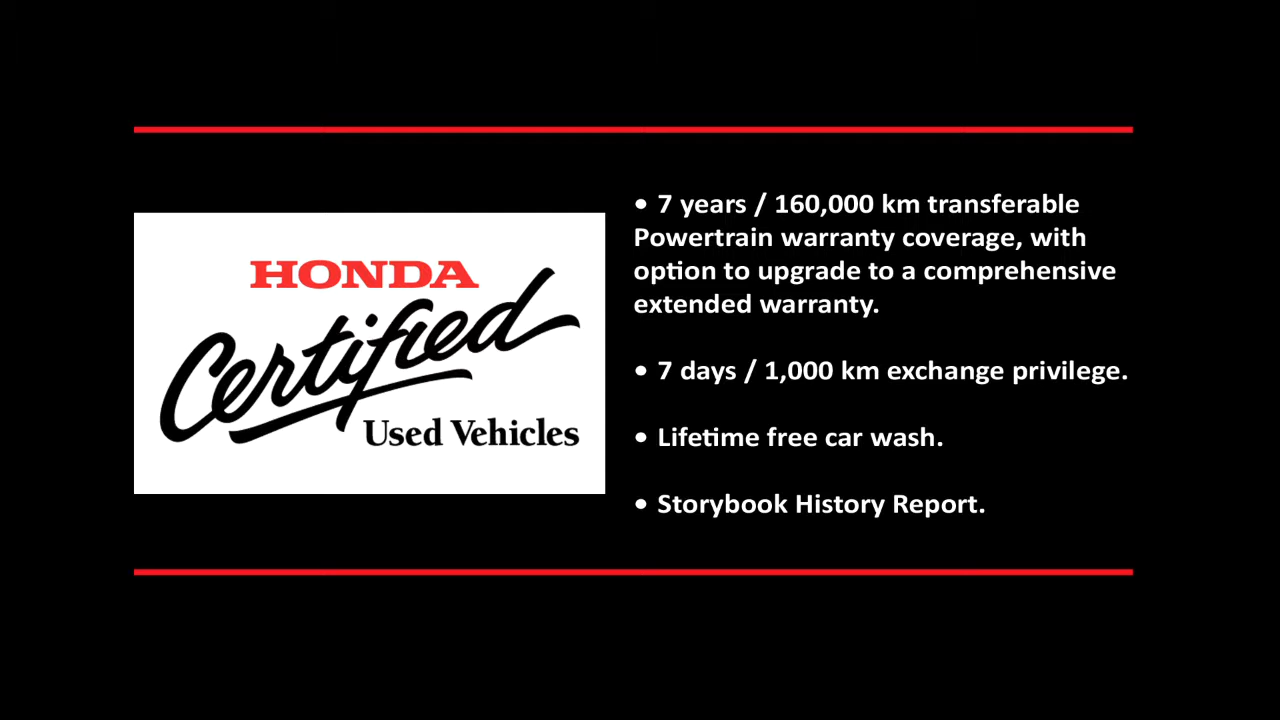 HONDA
Certified
Used Vehicles
• 7 years / 160,000 km transferable
Powertrain warranty coverage, with
option to upgrade to a comprehensive
extended warranty.
• 7 days / 1,000 km exchange privilege.
• Lifetime free car wash.
• Storybook History Report.